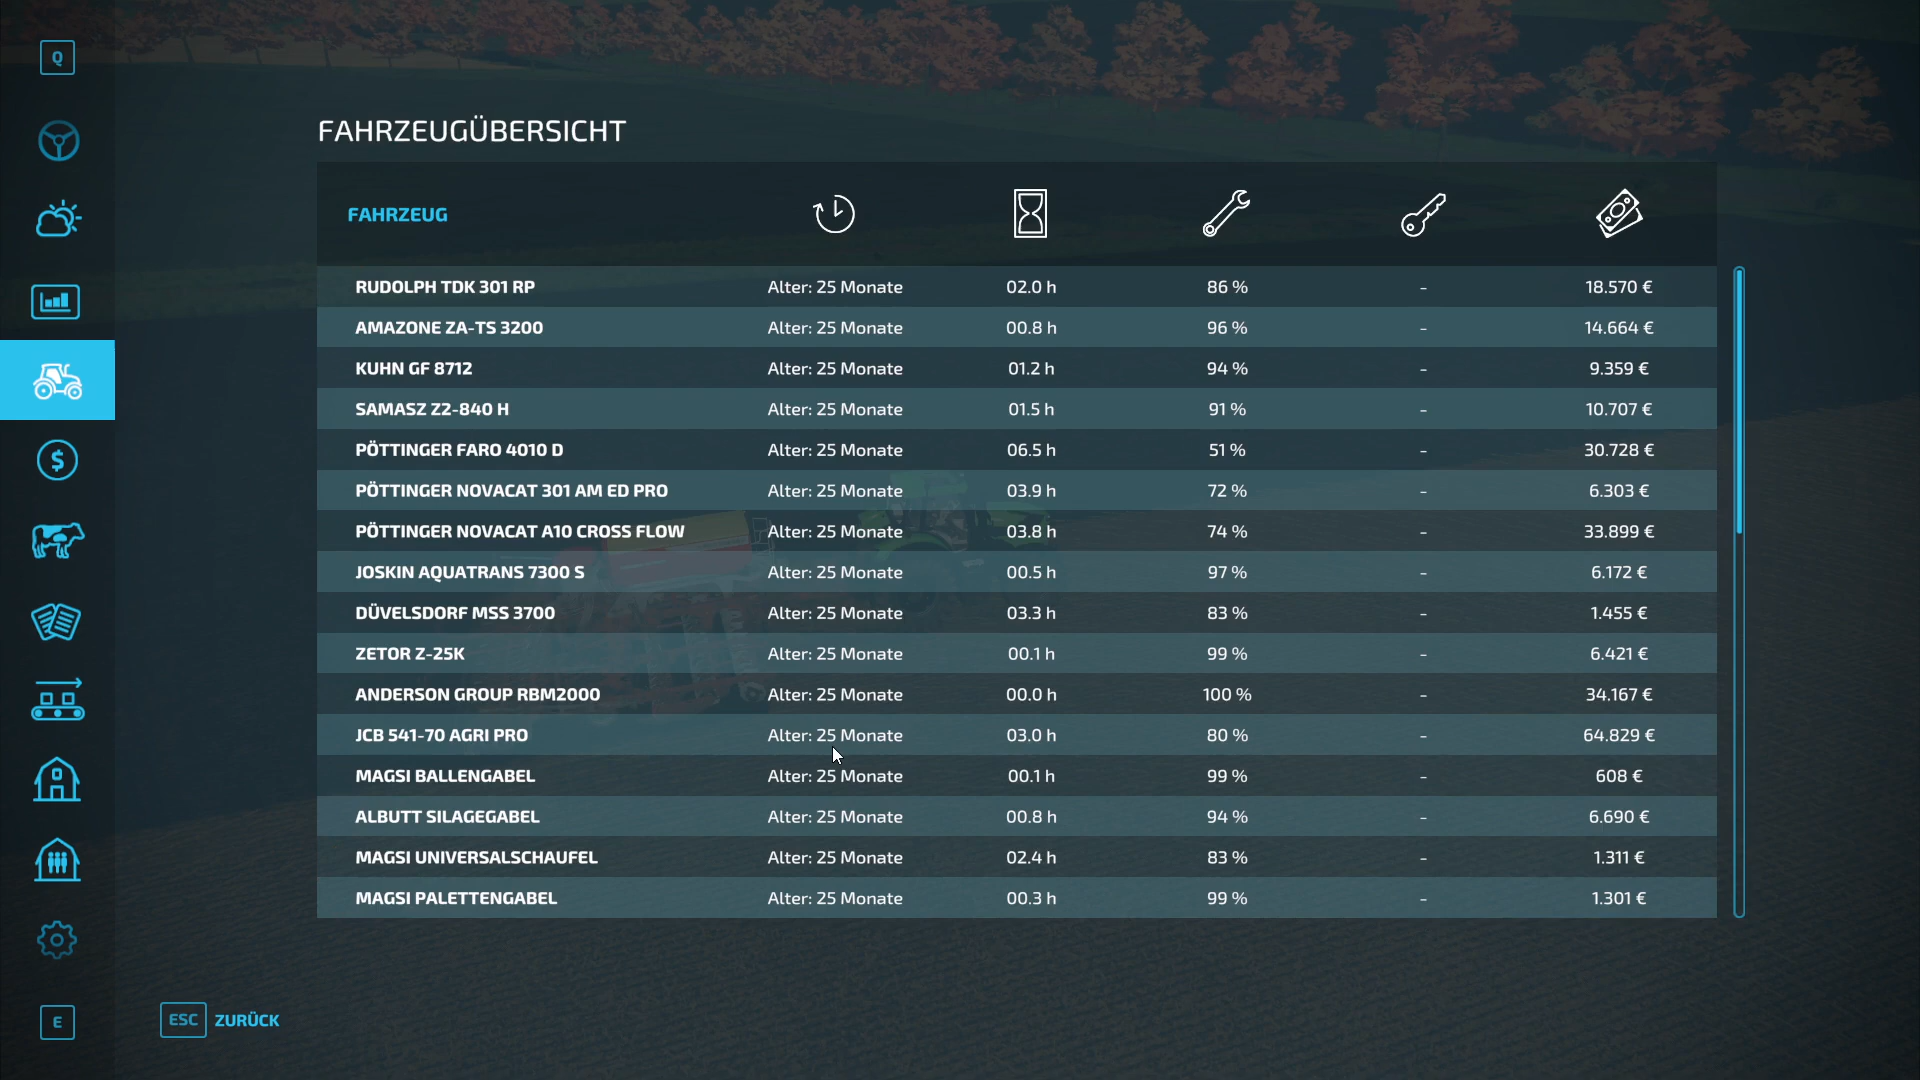 Q
FAHRZEUGÜBERSICHT
FAHRZEUG
RUDOLPH TDK 301 RP Alter: 25 Monate 02.0 h 86 % - 18.570 €
AMAZONE ZA-TS 3200 Alter: 25 Monate 00.8 h 96 % - 14.664 €
KUHN GF 8712 Alter: 25 Monate 01.2 h 94 % - 9.359 €
SAMASZ Z2-840 H Alter: 25 Monate 01.5 h 91 % - 10.707 €
PÖTTINGER FARO 4010 D Alter: 25 Monate 06.5 h 51 % - 30.728 €
PÖTTINGER NOVACAT 301 AM ED PRO Alter: 25 Monate 03.9 h 72 % - 6.303 €
PÖTTINGER NOVACAT A10 CROSS FLOW Alter: 25 Monate 03.8 h 74 % - 33.899 €
JOSKIN AQUATRANS 7300 S Alter: 25 Monate 00.5 h 97 % - 6.172 €
DÜVELSDORF MSS 3700 Alter: 25 Monate 03.3 h 83 % - 1.455 €
ZETOR Z-25K Alter: 25 Monate 00.1 h 99 % - 6.421 €
ANDERSON GROUP RBM2000 Alter: 25 Monate 00.0 h 100 % - 34.167 €
JCB 541-70 AGRI PRO Alter: 25 Monate 03.0 h 80 % - 64.829 €
MAGSI BALLENGABEL Alter: 25 Monate 00.1 h 99 % - 608 €
ALBUTT SILAGEGABEL Alter: 25 Monate 00.8 h 94 % - 6.690 €
MAGSI UNIVERSALSCHAUFEL Alter: 25 Monate 02.4 h 83 % - 1.311 €
MAGSI PALETTENGABEL Alter: 25 Monate 00.3 h 99 % - 1.301 €
E
ESC ZURÜCK